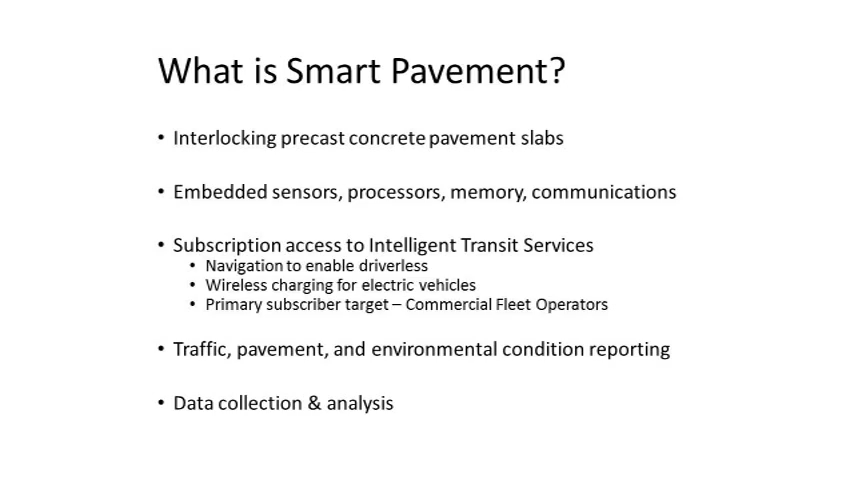 What is Smart Pavement?
• Interlocking precast concrete pavement slabs
• Embedded sensors, processors, memory, communications
• Subscription access to Intelligent Transit Services
• Navigation to enable driverless
• Wireless charging for electric vehicles
• Primary subscriber target – Commercial Fleet Operators
• Traffic, pavement, and environmental condition reporting
• Data collection & analysis